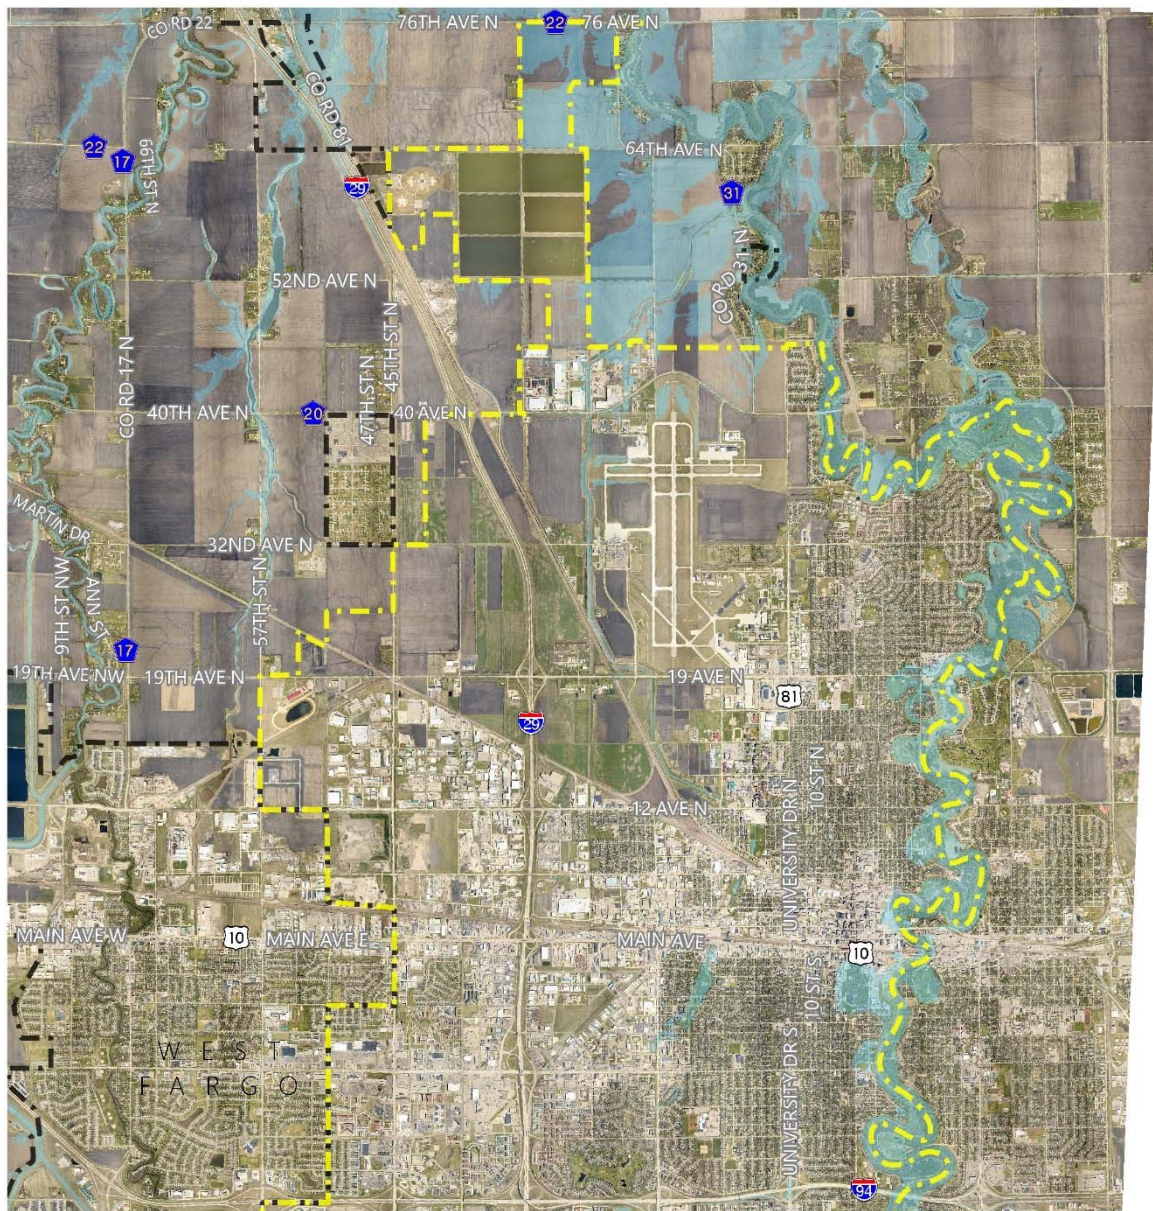 CO RD 22
76TH AVE N
22
76 AVE N
CO RD 81
22
17
66TH ST N
64TH AVE N
29
31
CO RD 31 N
52ND AVE N
45TH ST N
47TH ST N
CO RD 17 N
40TH AVE N
20
40 AVE N
MARTIN DR
32ND AVE N
9TH ST NW
ANN ST
57TH ST N
17
19TH AVE NW
19TH AVE N
19 AVE N
81
29
UNIVERSITY DR N
10 ST N
12 AVE N
MAIN AVE W
10
MAIN AVE E
MAIN AVE
10
10 ST S
UNIVERSITY DR S
WEST
FARGO
94